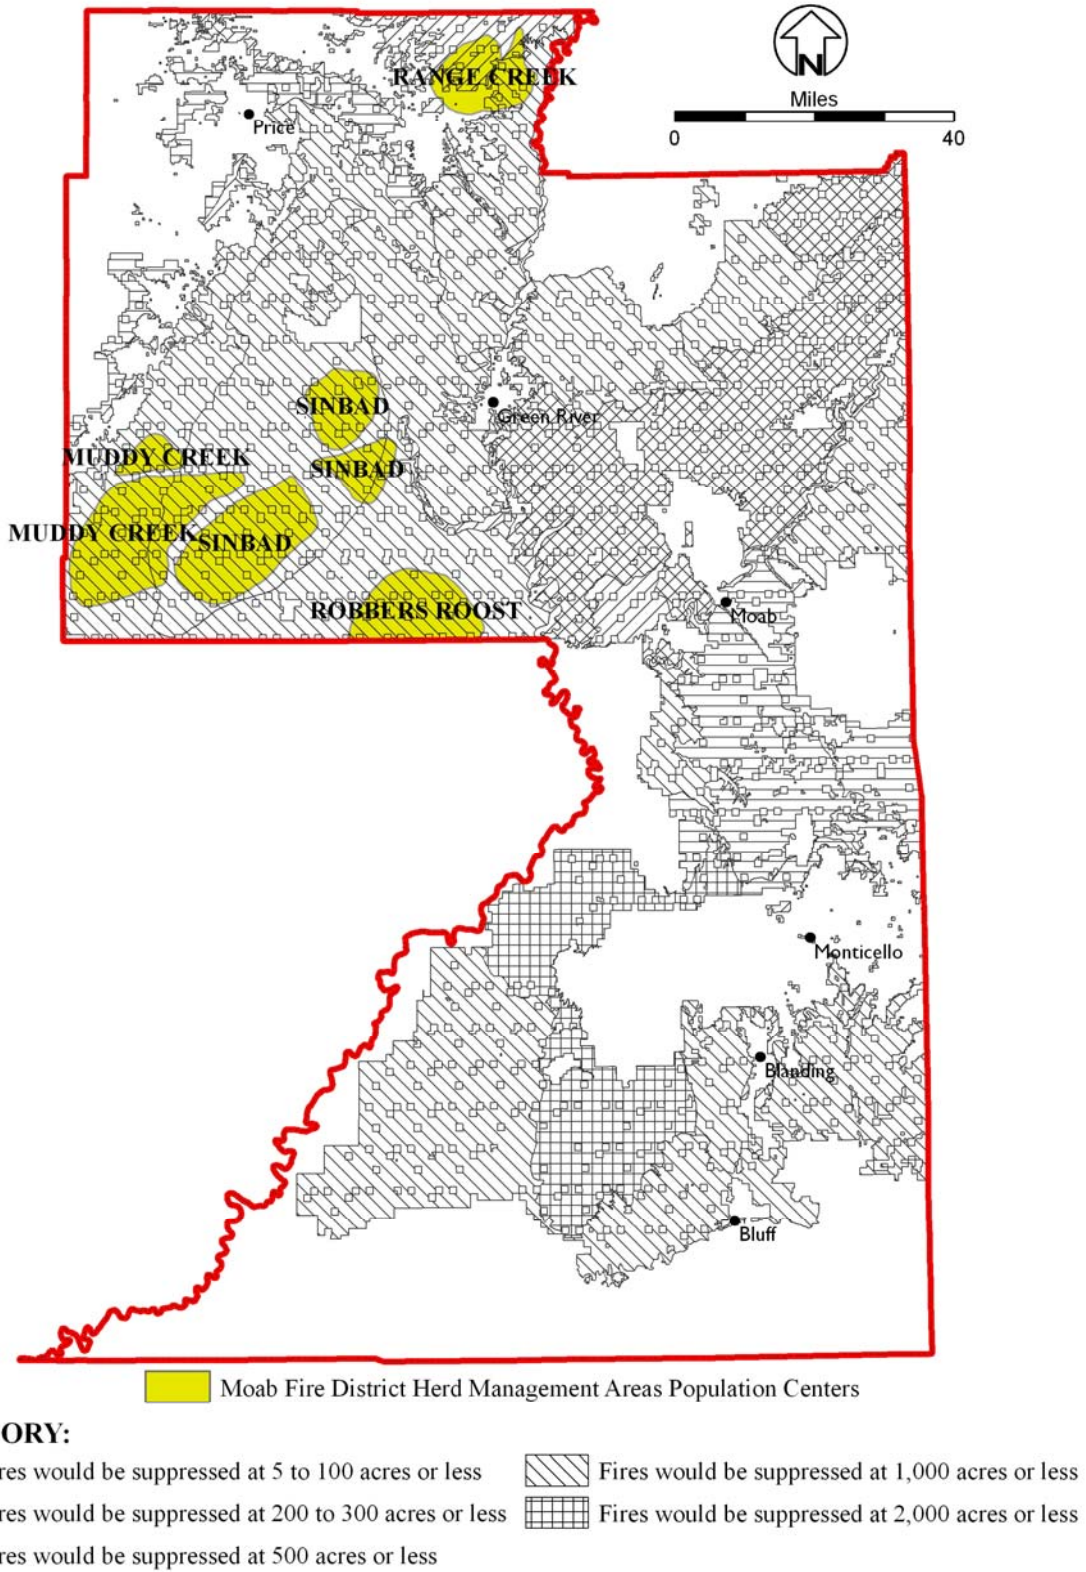 N
Miles
0 40
RANGE CREEK
Price
SINBAD
Green River
MUDDY CREEK
SINBAD
MUDDY CREEK
SINBAD
ROBBERS ROOST
Moab
Monticello
Blanding
Bluff
Moab Fire District Herd Management Areas Population Centers
ORY:
res would be suppressed at 5 to 100 acres or less
Fires would be suppressed at 1,000 acres or less
res would be suppressed at 200 to 300 acres or less
Fires would be suppressed at 2,000 acres or less
res would be suppressed at 500 acres or less